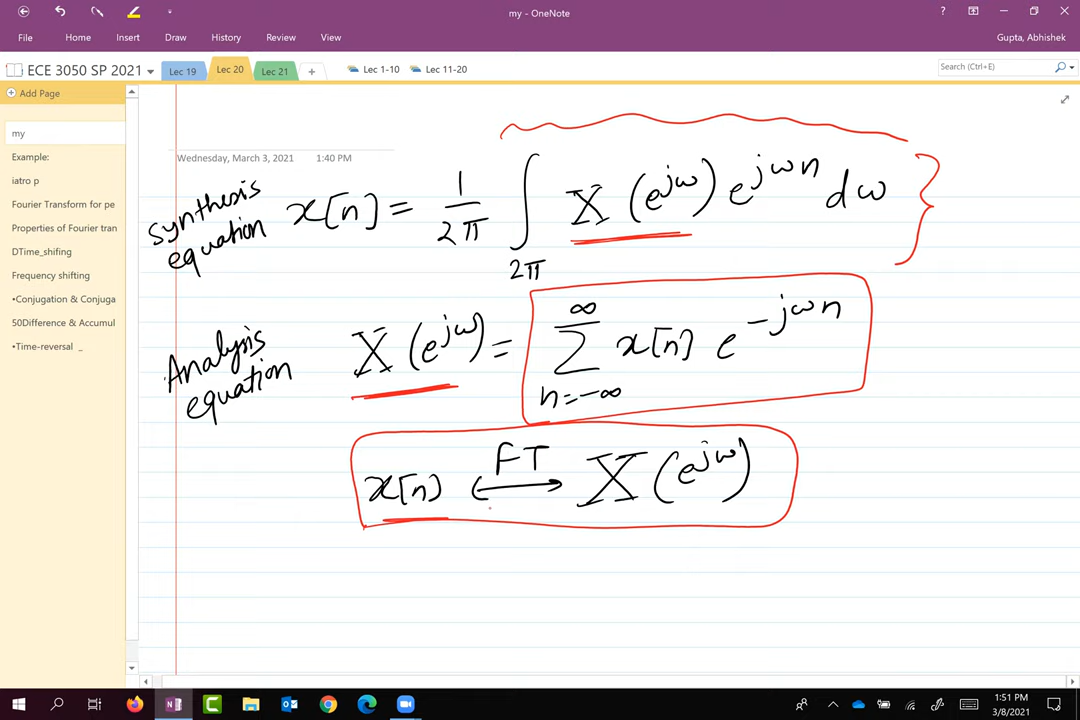 my - OneNote
Gupta, Abhishek
File Home Insert Draw History Review View
ECE 3050 SP 2021 Lec 19 Lec 20 Lec 21 + Lec 1-10 Lec 11-20 Search (Ctrl+E)
Add Page
my
Example:
iatro p
Fourier Transform for pe
Properties of Fourier tran
DTime_shifing
Frequency shifting
•Conjugation & Conjuga
50Difference & Accumul
•Time-reversal _
Wednesday, March 3, 2021 1:40 PM
Synthesis
equation x[n] = 1/2π ∫_2π X(e^{jω}) e^{jωn} dω
Analysis
equation X(e^{jω}) = ∑_{n=-∞}^{∞} x[n] e^{-jωn}
x[n] ⟷ FT X(e^{jω})
1:51 PM
3/8/2021